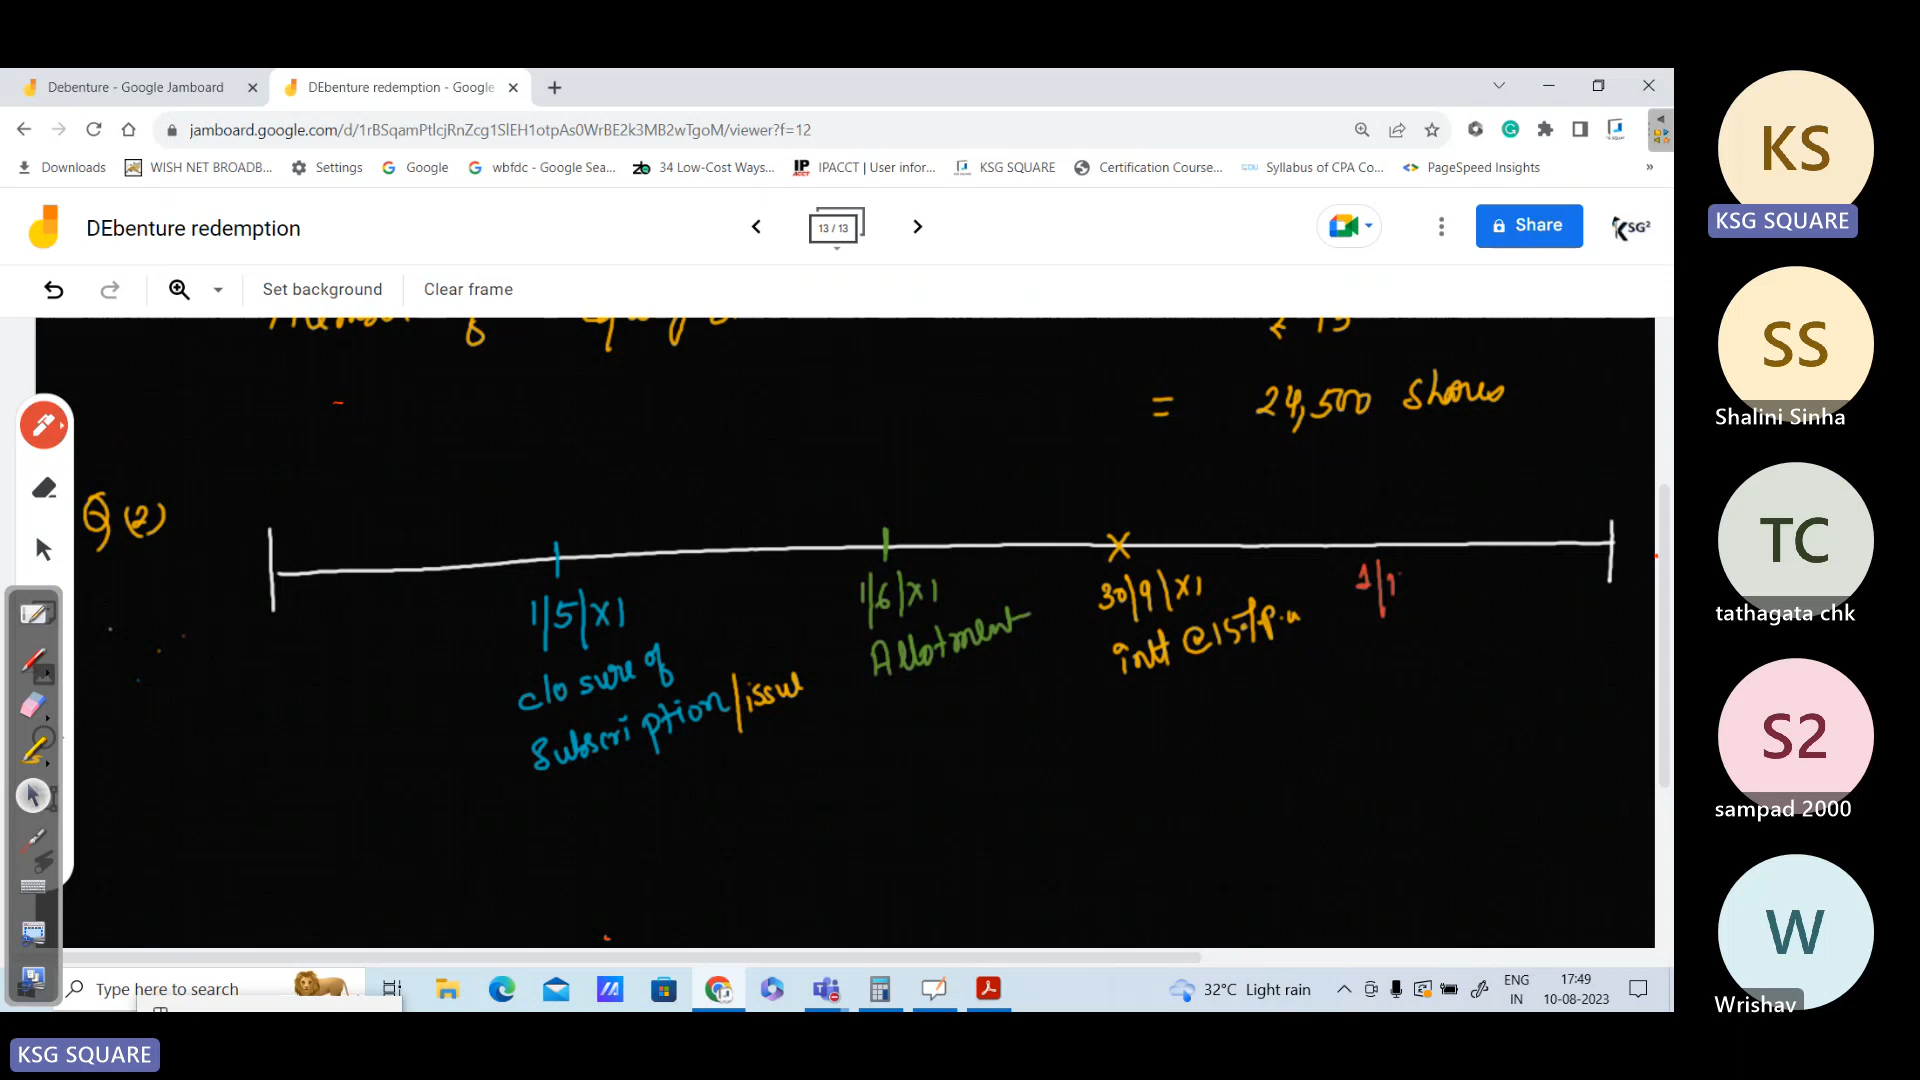 Debenture - Google Jamboard
DEbenture redemption - Google
jamboard.google.com/d/1rBSqamPtlcjRnZcg1SlEH1otpAs0WrBE2k3MB2wTgoM/viewer?f=12
Downloads WISH NET BROADB... Settings Google wbfdc - Google Sea... 34 Low-Cost Ways... IPACCT | User infor... KSG SQUARE Certification Course... Syllabus of CPA Co... PageSpeed Insights »
DEbenture redemption
13 / 13
Share
KSG²
Set background Clear frame
= 24,500 shares
Q (2)
1/5/X1
closure of
Subscription/issue
1/6/X1
Allotment
30/9/X1
intt @15%p.a
Type here to search
32°C Light rain
ENG
IN
17:49
10-08-2023
KS
KSG SQUARE
SS
Shalini Sinha
TC
tathagata chk
S2
sampad 2000
W
Wrishav
KSG SQUARE